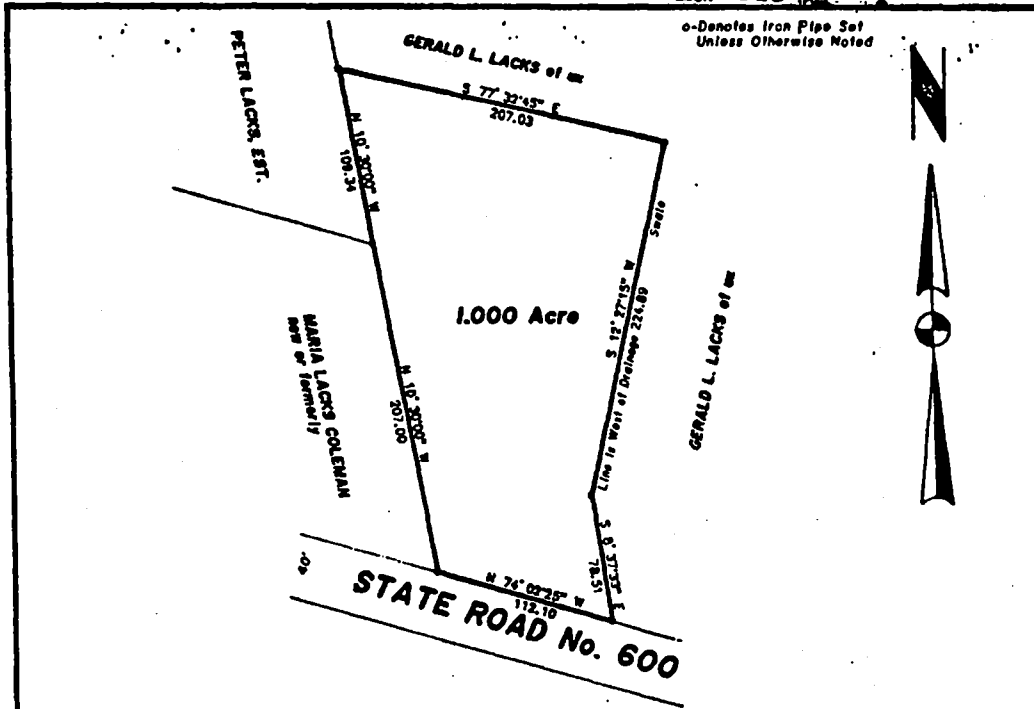 o-Denotes Iron Pipe Set
Unless Otherwise Noted
N
GERALD L. LACKS et ux
PETER LACKS, EST.
S 77° 32'45" E
207.03
N 10° 30'00" W
109.34
Swale
S 12° 27'15" W
Line is West of Drainage 224.89
GERALD L. LACKS et ux
1.000 Acre
MARIA LACKS COLEMAN
now or formerly
N 10° 30'00" W
207.00
S 8° 37'33" E
78.51
N 74° 02'25" W
112.10
40'
STATE ROAD No. 600